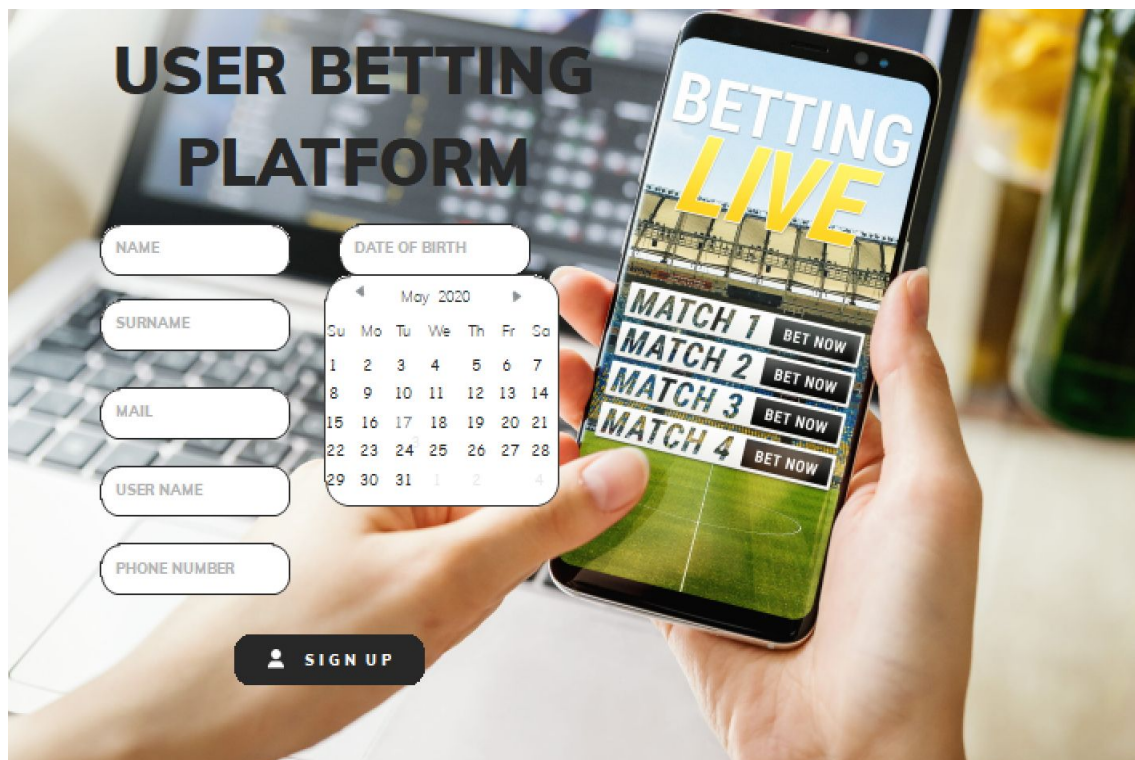 USER BETTING
PLATFORM
NAME
DATE OF BIRTH
SURNAME
MAIL
USER NAME
PHONE NUMBER
May 2020
Su Mo Tu We Th Fr Sa
1 2 3 4 5 6 7
8 9 10 11 12 13 14
15 16 17 18 19 20 21
22 23 24 25 26 27 28
29 30 31 1 2 3 4
SIGN UP
BETTING
LIVE
MATCH 1 BET NOW
MATCH 2 BET NOW
MATCH 3 BET NOW
MATCH 4 BET NOW